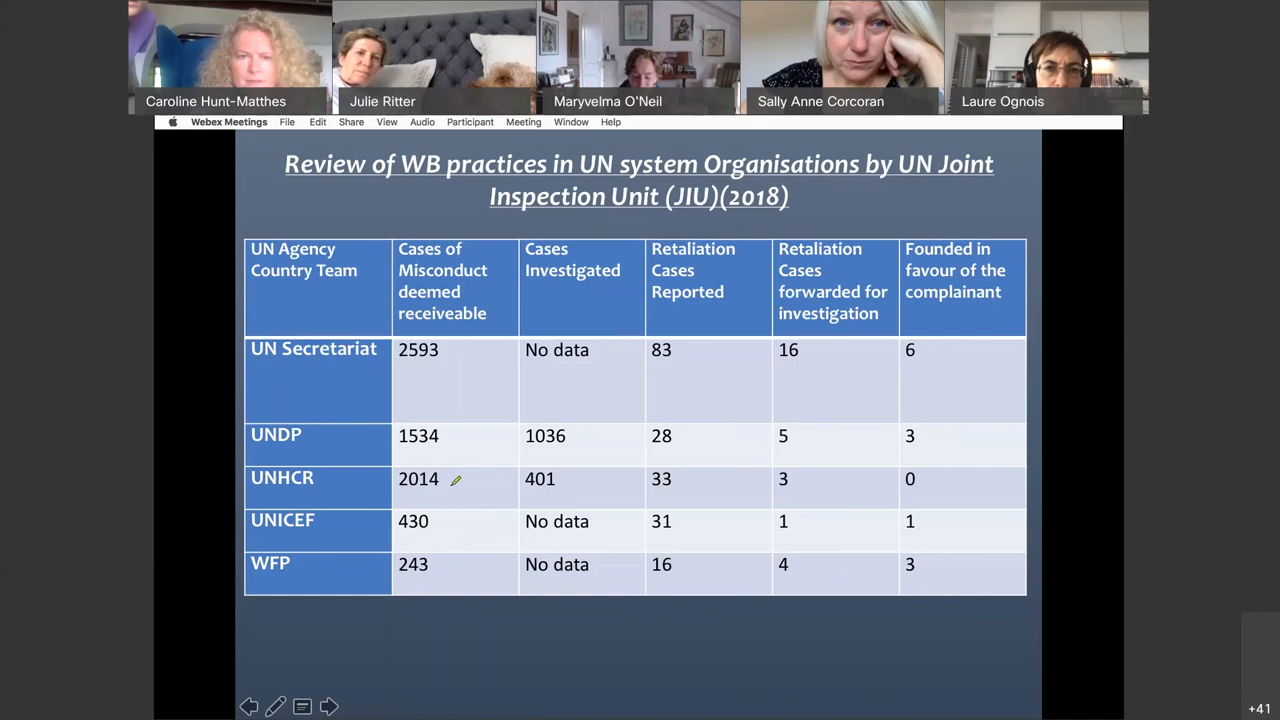 Caroline Hunt-Matthes
Julie Ritter
Maryvelma O'Neil
Sally Anne Corcoran
Laure Ognois
Webex Meetings File Edit Share View Audio Participant Meeting Window Help
Review of WB practices in UN system Organisations by UN Joint
Inspection Unit (JIU)(2018)
UN Agency
Country Team
Cases of
Misconduct
deemed
receiveable
Cases
Investigated
Retaliation
Cases
Reported
Retaliation
Cases
forwarded for
investigation
Founded in
favour of the
complainant
UN Secretariat 2593 No data 83 16 6
UNDP 1534 1036 28 5 3
UNHCR 2014 401 33 3 0
UNICEF 430 No data 31 1 1
WFP 243 No data 16 4 3
+41